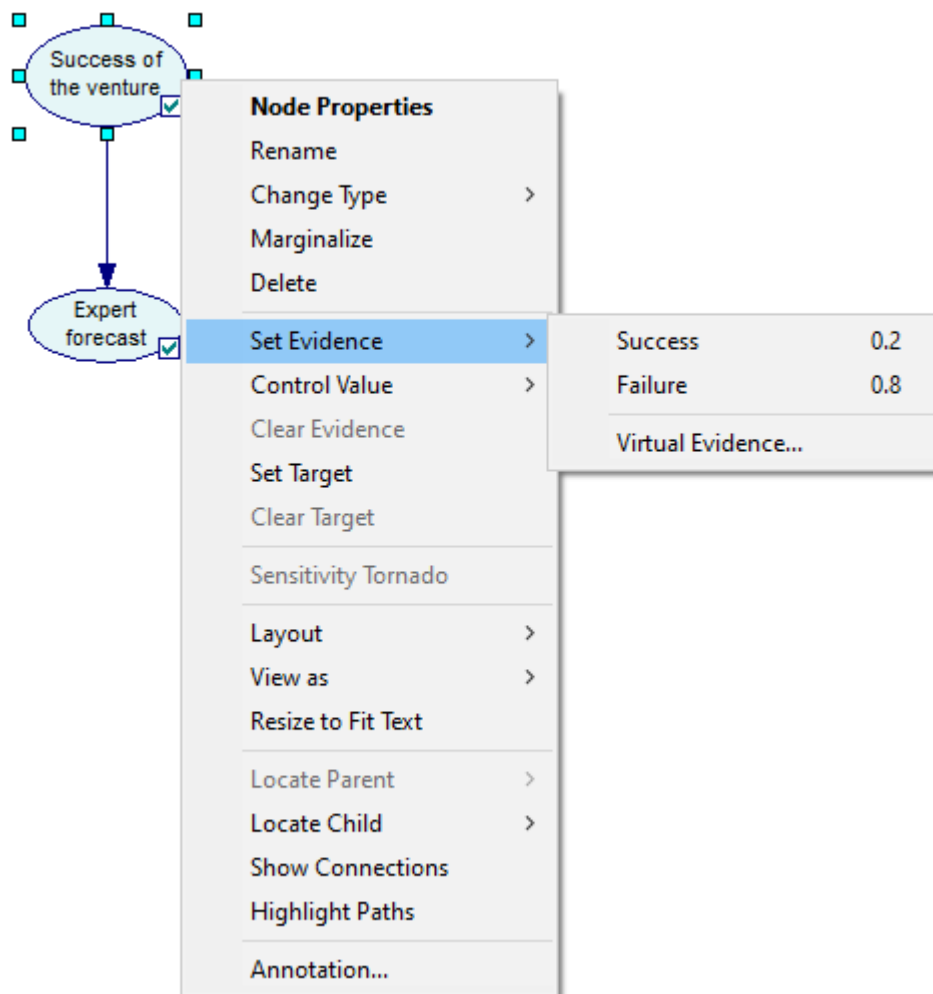 Success of
the venture
Expert
forecast
Node Properties
Rename
Change Type
Marginalize
Delete
Set Evidence
Control Value
Clear Evidence
Set Target
Clear Target
Sensitivity Tornado
Layout
View as
Resize to Fit Text
Locate Parent
Locate Child
Show Connections
Highlight Paths
Annotation...
Success 0.2
Failure 0.8
Virtual Evidence...